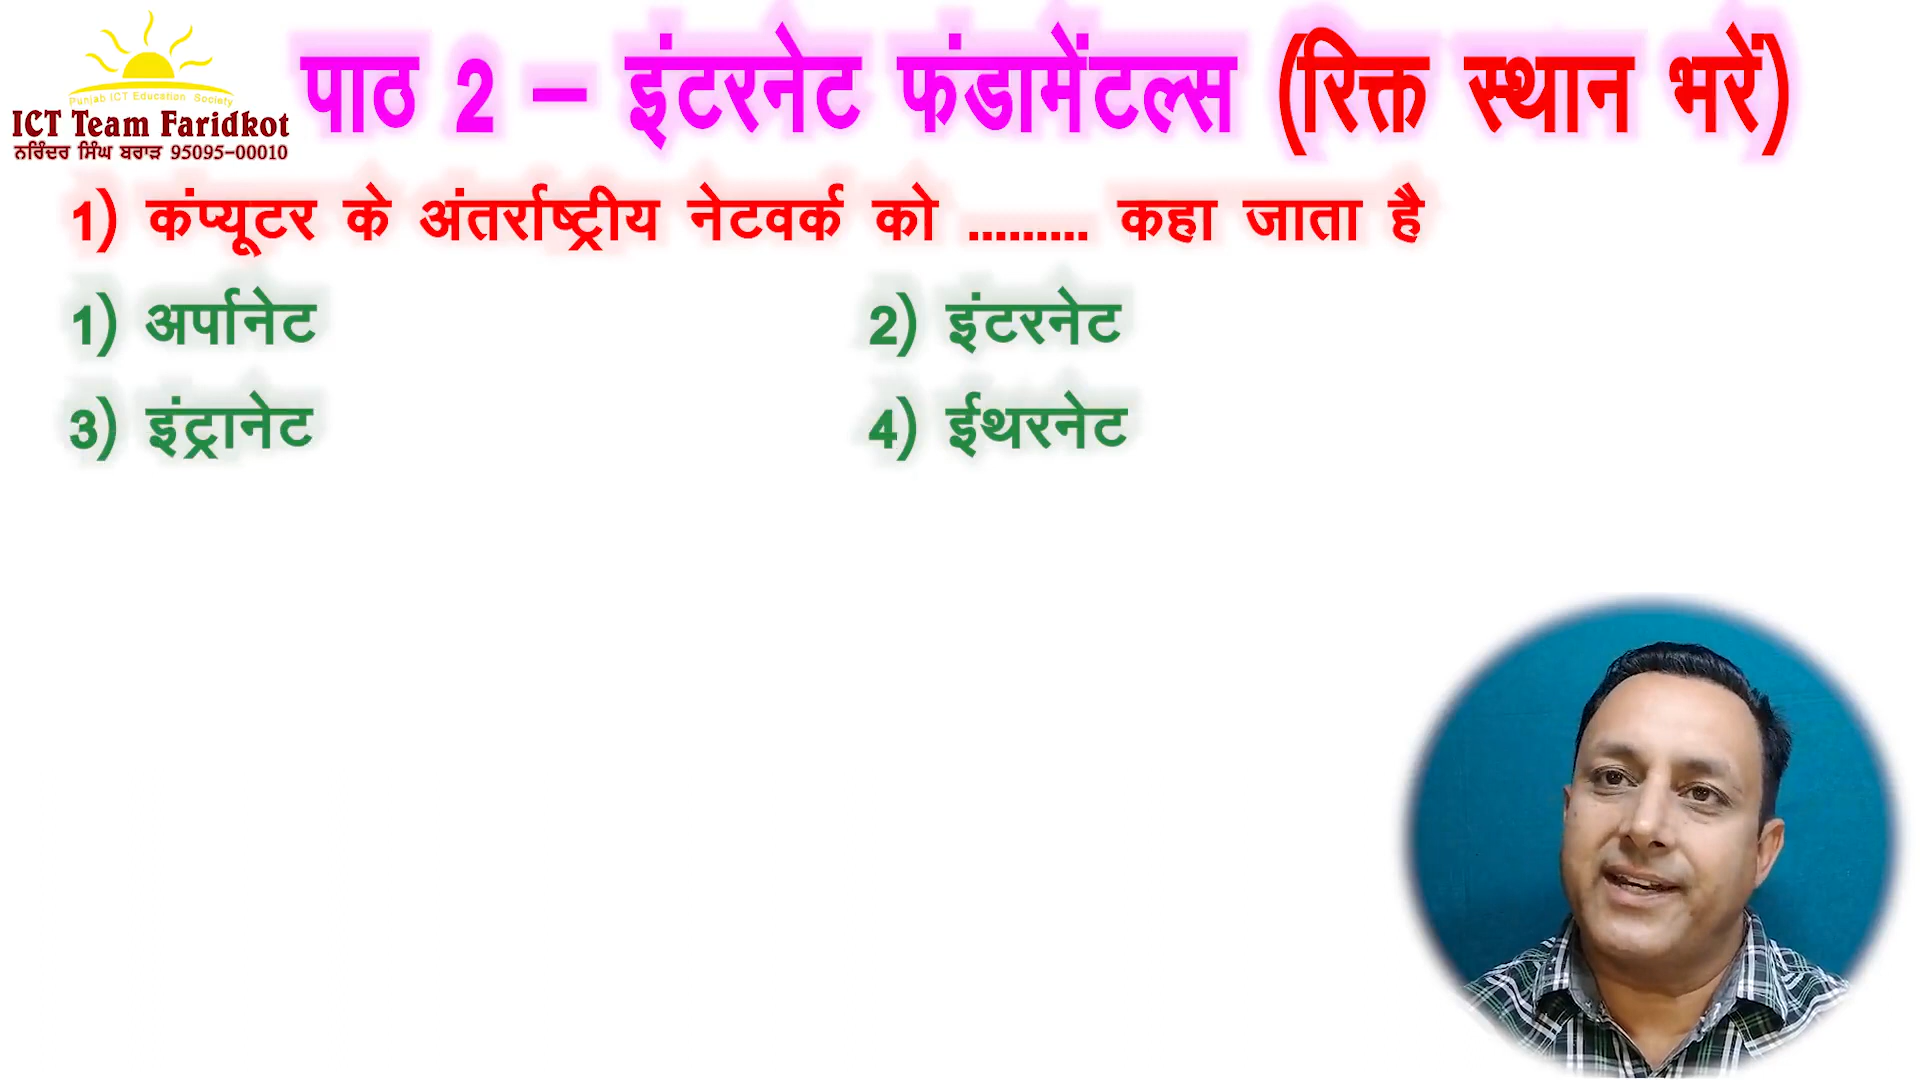 Punjab ICT Education Society
ICT Team Faridkot
ਨਰਿੰਦਰ ਸਿੰਘ ਬਰਾੜ 95095-00010
पाठ 2 – इंटरनेट फंडामेंटल्स (रिक्त स्थान भरें)
1) कंप्यूटर के अंतर्राष्ट्रीय नेटवर्क को ......... कहा जाता है
1) अर्पानेट
2) इंटरनेट
3) इंट्रानेट
4) ईथरनेट